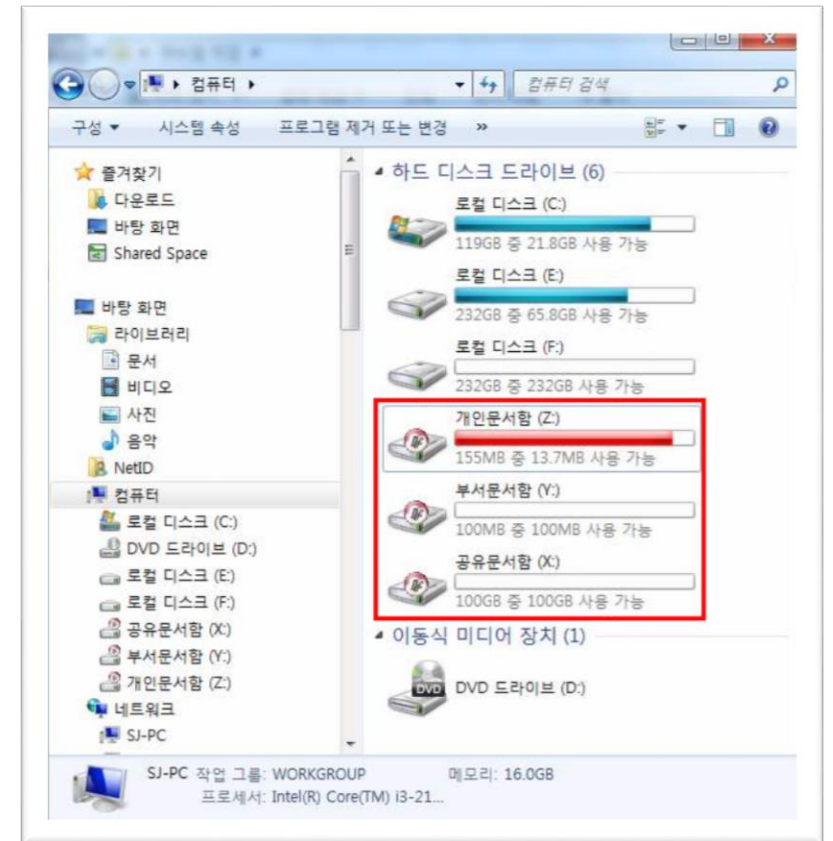 컴퓨터
컴퓨터 검색
구성
시스템 속성
프로그램 제거 또는 변경
»
즐겨찾기
다운로드
바탕 화면
Shared Space
바탕 화면
라이브러리
문서
비디오
사진
음악
NetID
컴퓨터
로컬 디스크 (C:)
DVD 드라이브 (D:)
로컬 디스크 (E:)
로컬 디스크 (F:)
공유문서함 (X:)
부서문서함 (Y:)
개인문서함 (Z:)
네트워크
SJ-PC
하드 디스크 드라이브 (6)
로컬 디스크 (C:)
119GB 중 21.8GB 사용 가능
로컬 디스크 (E:)
232GB 중 65.8GB 사용 가능
로컬 디스크 (F:)
232GB 중 232GB 사용 가능
개인문서함 (Z:)
155MB 중 13.7MB 사용 가능
부서문서함 (Y:)
100MB 중 100MB 사용 가능
공유문서함 (X:)
100GB 중 100GB 사용 가능
이동식 미디어 장치 (1)
DVD
DVD 드라이브 (D:)
SJ-PC 작업 그룹: WORKGROUP 메모리: 16.0GB
프로세서: Intel(R) Core(TM) i3-21...